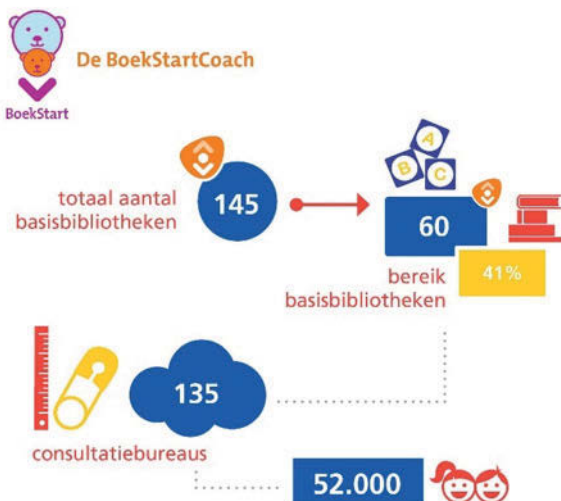 De BoekStartCoach
BoekStart
totaal aantal
basisbibliotheken
145
A
B
C
60
41%
bereik
basisbibliotheken
135
consultatiebureaus
52.000